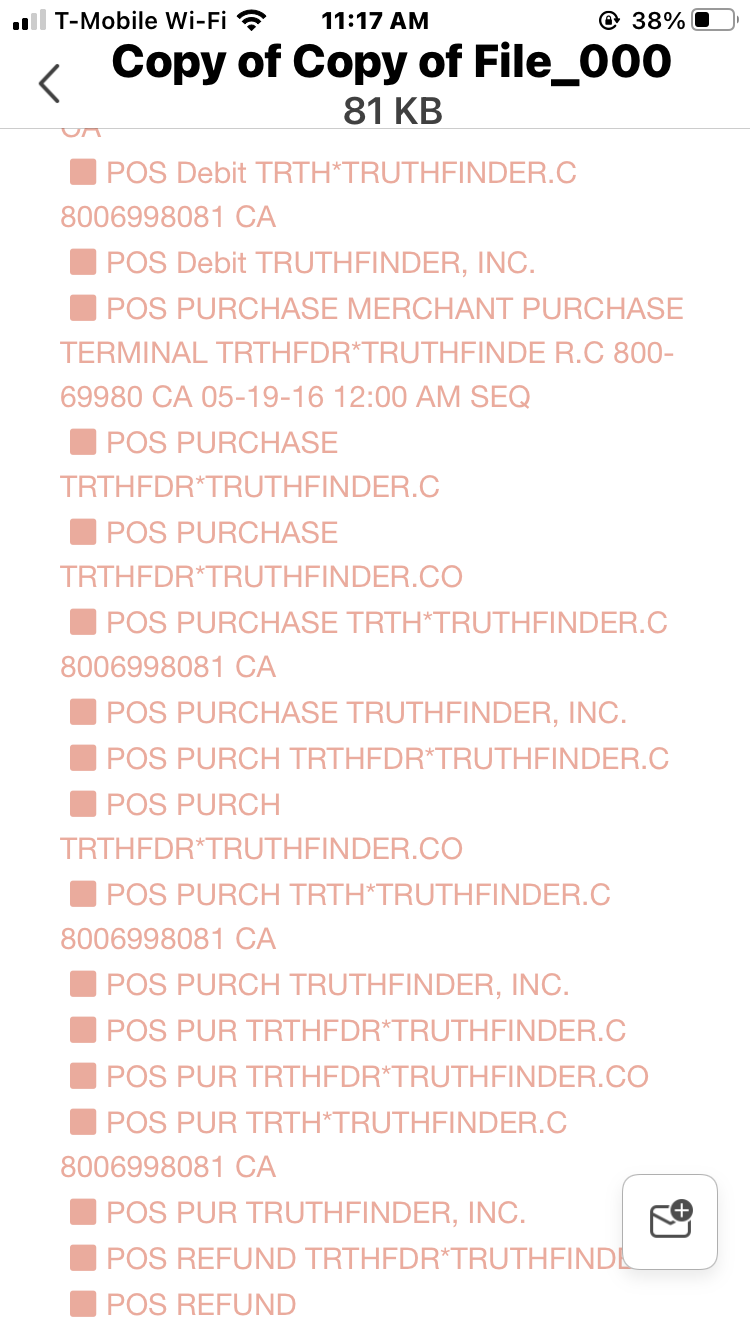 T-Mobile Wi-Fi 11:17 AM 38%
Copy of Copy of File_000
81 KB
CA
POS Debit TRTH*TRUTHFINDER.C
8006998081 CA
POS Debit TRUTHFINDER, INC.
POS PURCHASE MERCHANT PURCHASE
TERMINAL TRTHFDR*TRUTHFINDE R.C 800-
69980 CA 05-19-16 12:00 AM SEQ
POS PURCHASE
TRTHFDR*TRUTHFINDER.C
POS PURCHASE
TRTHFDR*TRUTHFINDER.CO
POS PURCHASE TRTH*TRUTHFINDER.C
8006998081 CA
POS PURCHASE TRUTHFINDER, INC.
POS PURCH TRTHFDR*TRUTHFINDER.C
POS PURCH
TRTHFDR*TRUTHFINDER.CO
POS PURCH TRTH*TRUTHFINDER.C
8006998081 CA
POS PURCH TRUTHFINDER, INC.
POS PUR TRTHFDR*TRUTHFINDER.C
POS PUR TRTHFDR*TRUTHFINDER.CO
POS PUR TRTH*TRUTHFINDER.C
8006998081 CA
POS PUR TRUTHFINDER, INC.
POS REFUND TRTHFDR*TRUTHFINDE
POS REFUND